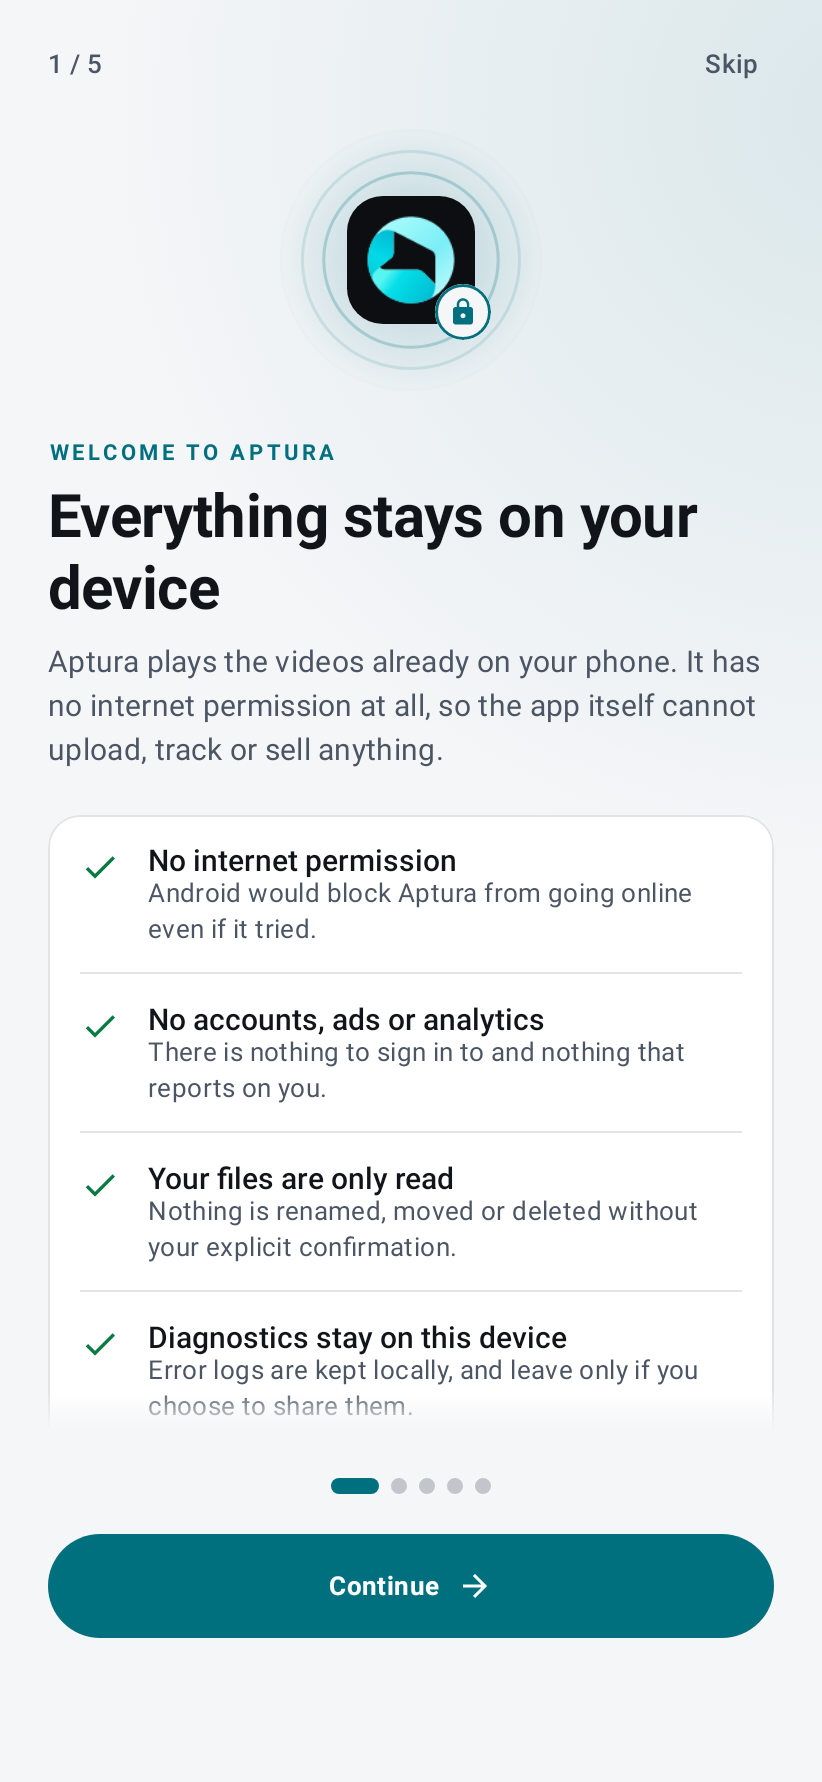 1 / 5
Skip
WELCOME TO APTURA
Everything stays on your
device
Aptura plays the videos already on your phone. It has
no internet permission at all, so the app itself cannot
upload, track or sell anything.
No internet permission
Android would block Aptura from going online
even if it tried.
No accounts, ads or analytics
There is nothing to sign in to and nothing that
reports on you.
Your files are only read
Nothing is renamed, moved or deleted without
your explicit confirmation.
Diagnostics stay on this device
Error logs are kept locally, and leave only if you
choose to share them.
Continue